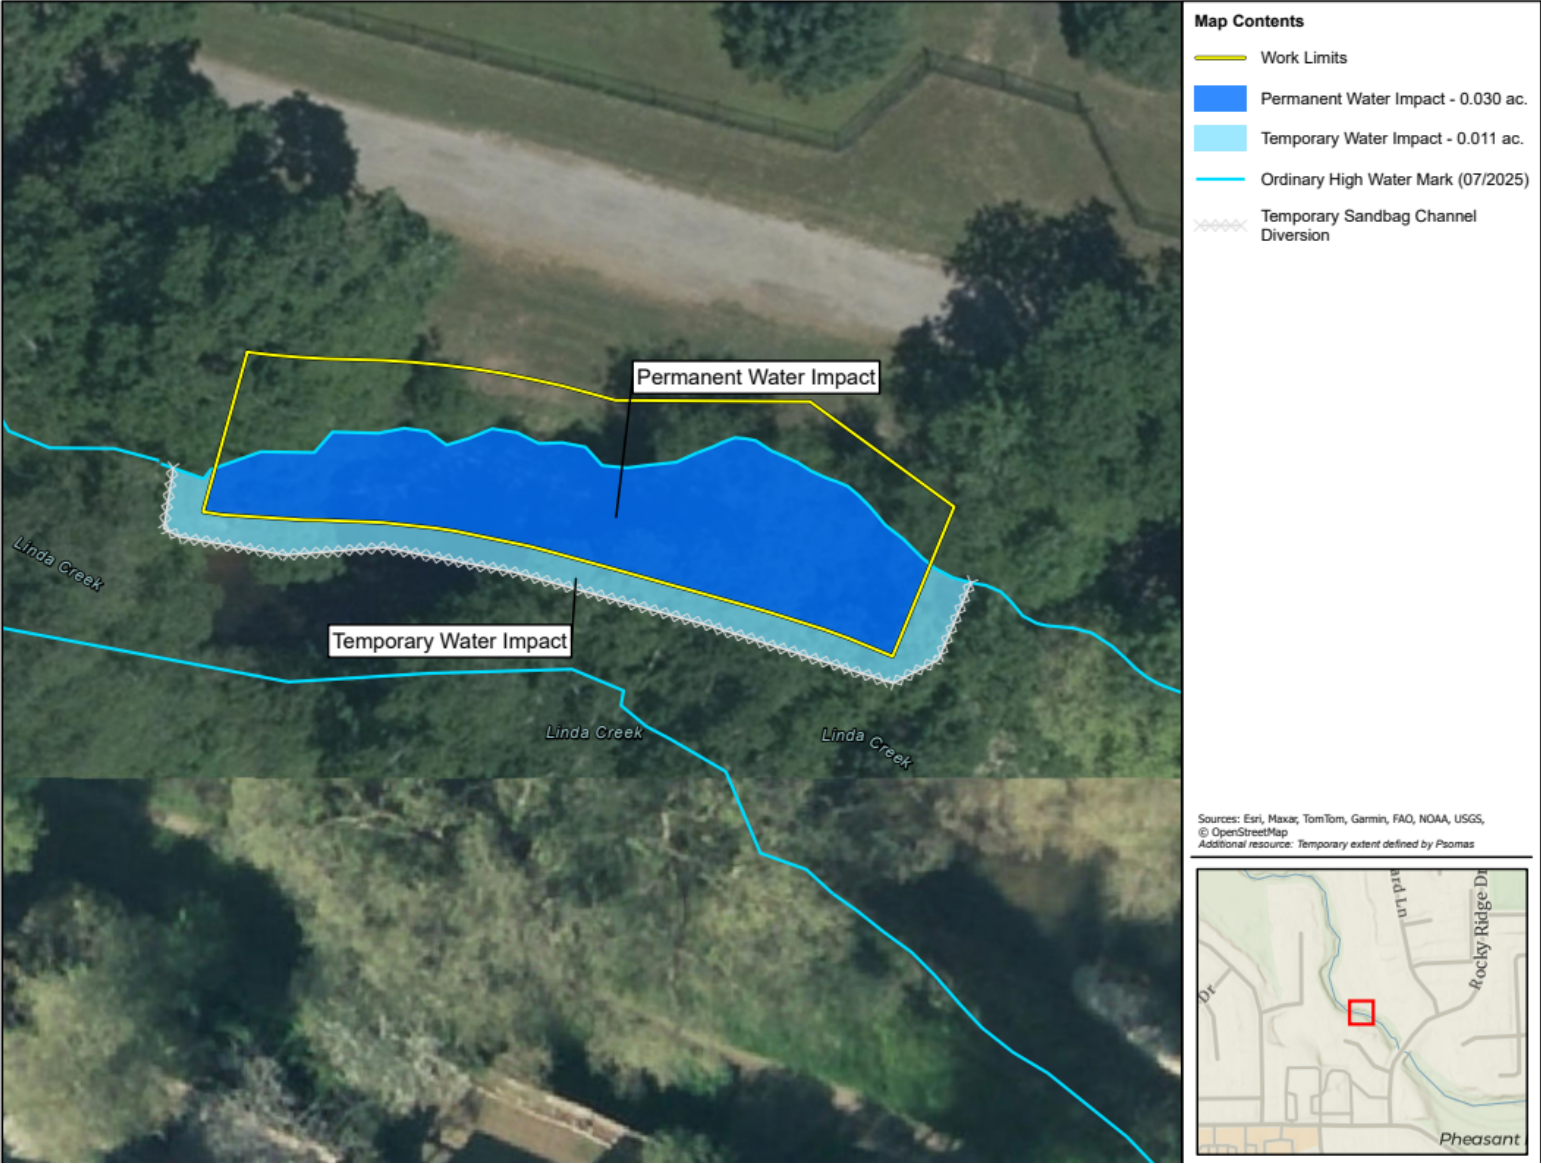 Map Contents
Work Limits
Permanent Water Impact - 0.030 ac.
Temporary Water Impact - 0.011 ac.
Ordinary High Water Mark (07/2025)
Temporary Sandbag Channel
Diversion
Permanent Water Impact
Temporary Water Impact
Linda Creek
Linda Creek
Linda Creek
Sources: Esri, Maxar, TomTom, Garmin, FAO, NOAA, USGS,
© OpenStreetMap
Additional resource: Temporary extent defined by Psomas
ard Ln
Rocky Ridge Dr
Dr
Pheasant